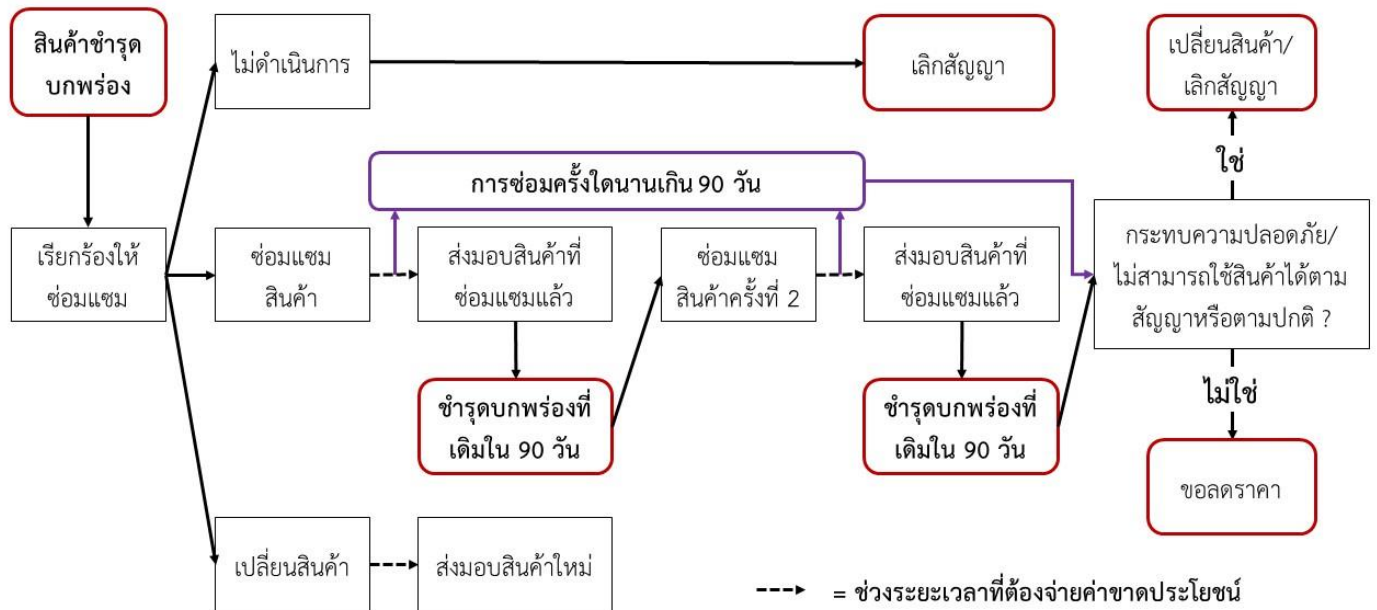 สินค้าชำรุด
บกพร่อง
ไม่ดำเนินการ
เลิกสัญญา
เปลี่ยนสินค้า/
เลิกสัญญา
ใช่
การซ่อมครั้งใดนานเกิน 90 วัน
เรียกร้องให้
ซ่อมแซม
ซ่อมแซม
สินค้า
ส่งมอบสินค้าที่
ซ่อมแซมแล้ว
ซ่อมแซม
สินค้าครั้งที่ 2
ส่งมอบสินค้าที่
ซ่อมแซมแล้ว
กระทบความปลอดภัย/
ไม่สามารถใช้สินค้าได้ตาม
สัญญาหรือตามปกติ ?
ชำรุดบกพร่องที่
เดิมใน 90 วัน
ชำรุดบกพร่องที่
เดิมใน 90 วัน
ไม่ใช่
ขอลดราคา
เปลี่ยนสินค้า
ส่งมอบสินค้าใหม่
= ช่วงระยะเวลาที่ต้องจ่ายค่าขาดประโยชน์